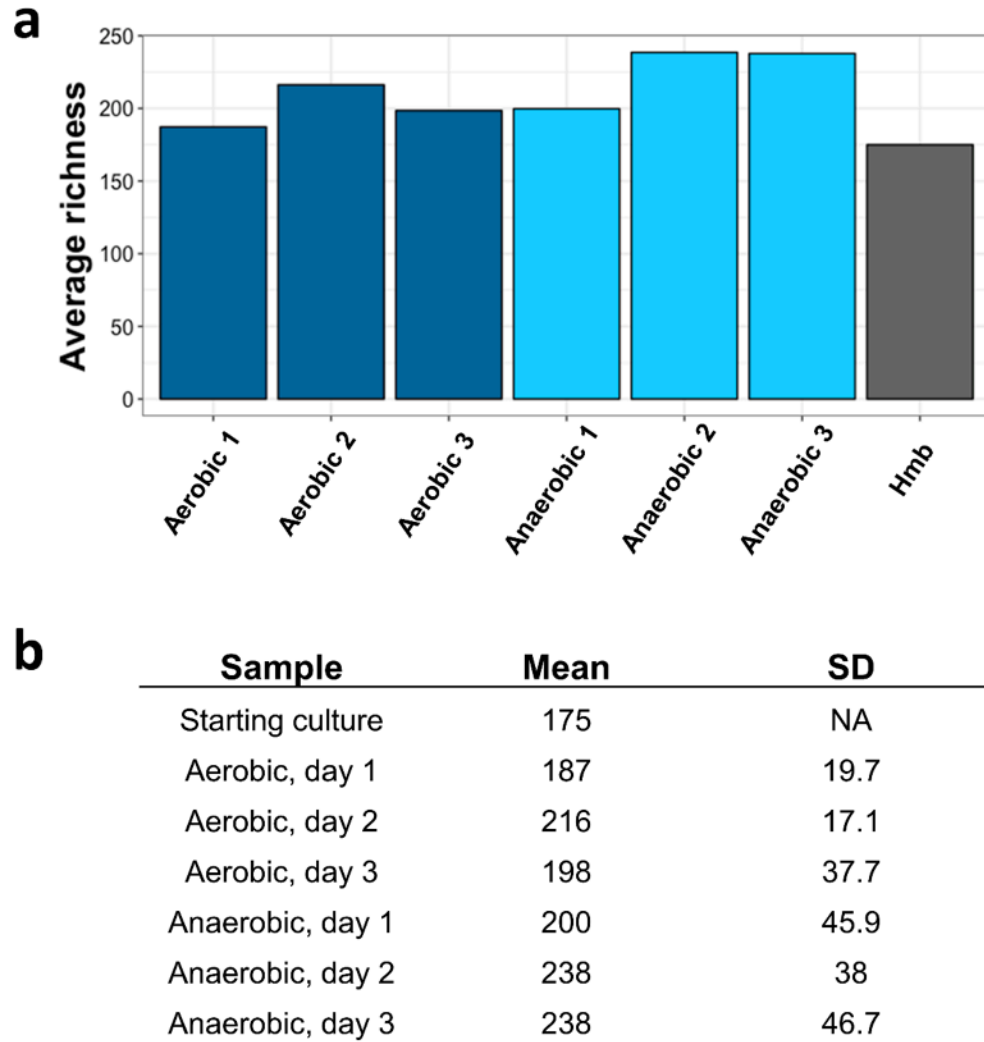 a
Average richness
250
200
150
100
50
0
Aerobic 1
Aerobic 2
Aerobic 3
Anaerobic 1
Anaerobic 2
Anaerobic 3
Hmb
b
Sample Mean SD
Starting culture 175 NA
Aerobic, day 1 187 19.7
Aerobic, day 2 216 17.1
Aerobic, day 3 198 37.7
Anaerobic, day 1 200 45.9
Anaerobic, day 2 238 38
Anaerobic, day 3 238 46.7